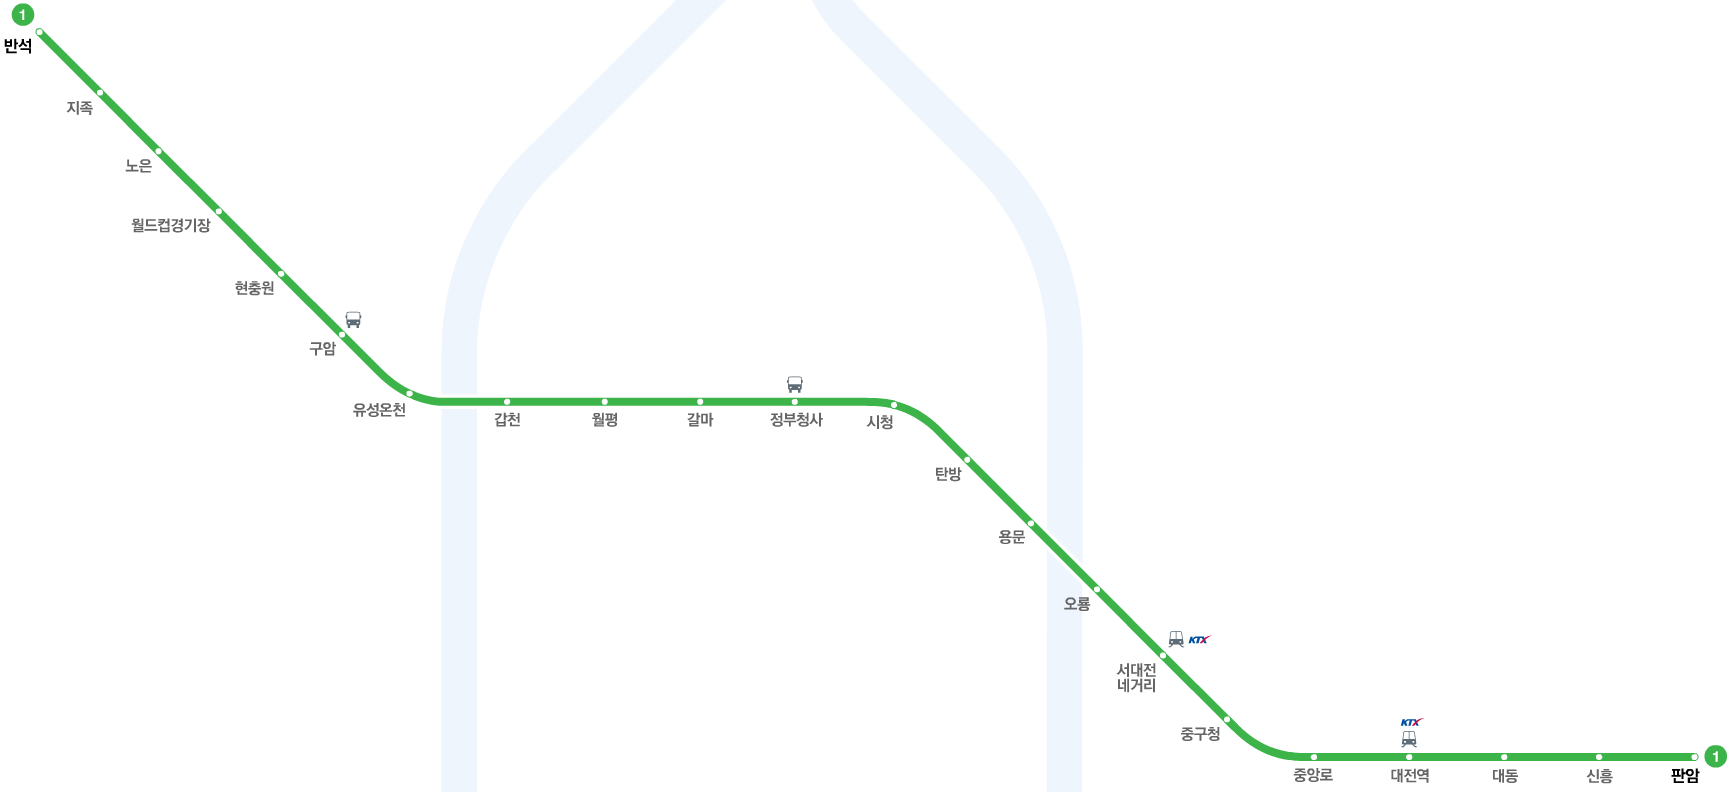 1
반석
지족
노은
월드컵경기장
현충원
구암
유성온천
갑천
월평
갈마
정부청사
시청
탄방
용문
오룡
KTX
서대전
네거리
중구청
중앙로
KTX
대전역
대동
신흥
판암
1